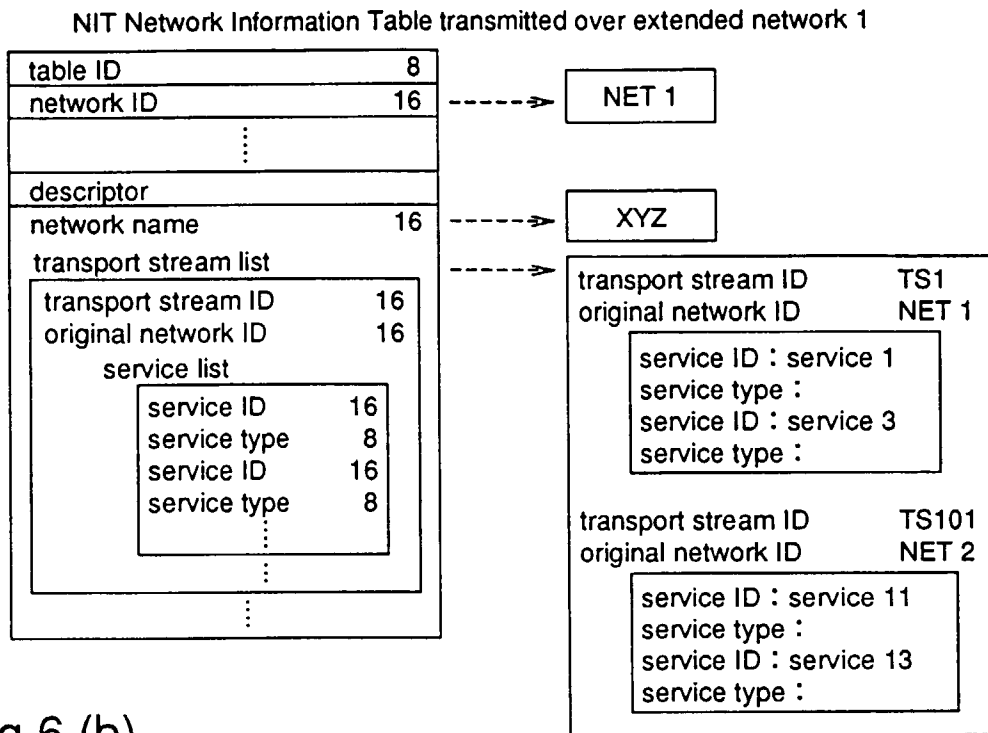 NIT Network Information Table transmitted over extended network 1
table ID 8
network ID 16
NET 1
descriptor
network name 16
XYZ
transport stream list
transport stream ID 16
original network ID 16
service list
service ID 16
service type 8
service ID 16
service type 8
transport stream ID TS1
original network ID NET 1
service ID : service 1
service type :
service ID : service 3
service type :
transport stream ID TS101
original network ID NET 2
service ID : service 11
service type :
service ID : service 13
service type :
6 (b)